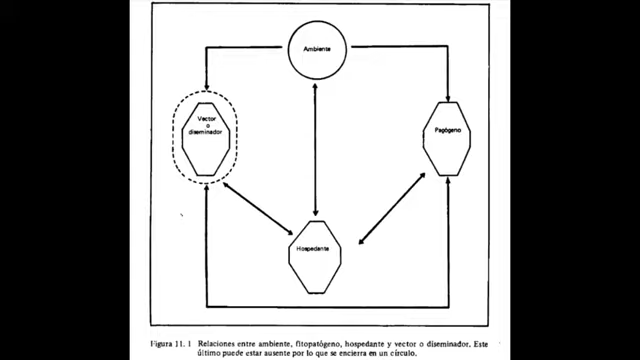 Ambiente
Vector
o
diseminador
Pagógeno
Hospedante
Figura 11. 1 Relaciones entre ambiente, fitopatógeno, hospedante y vector o diseminador. Este
último puede estar ausente por lo que se encierra en un círculo.